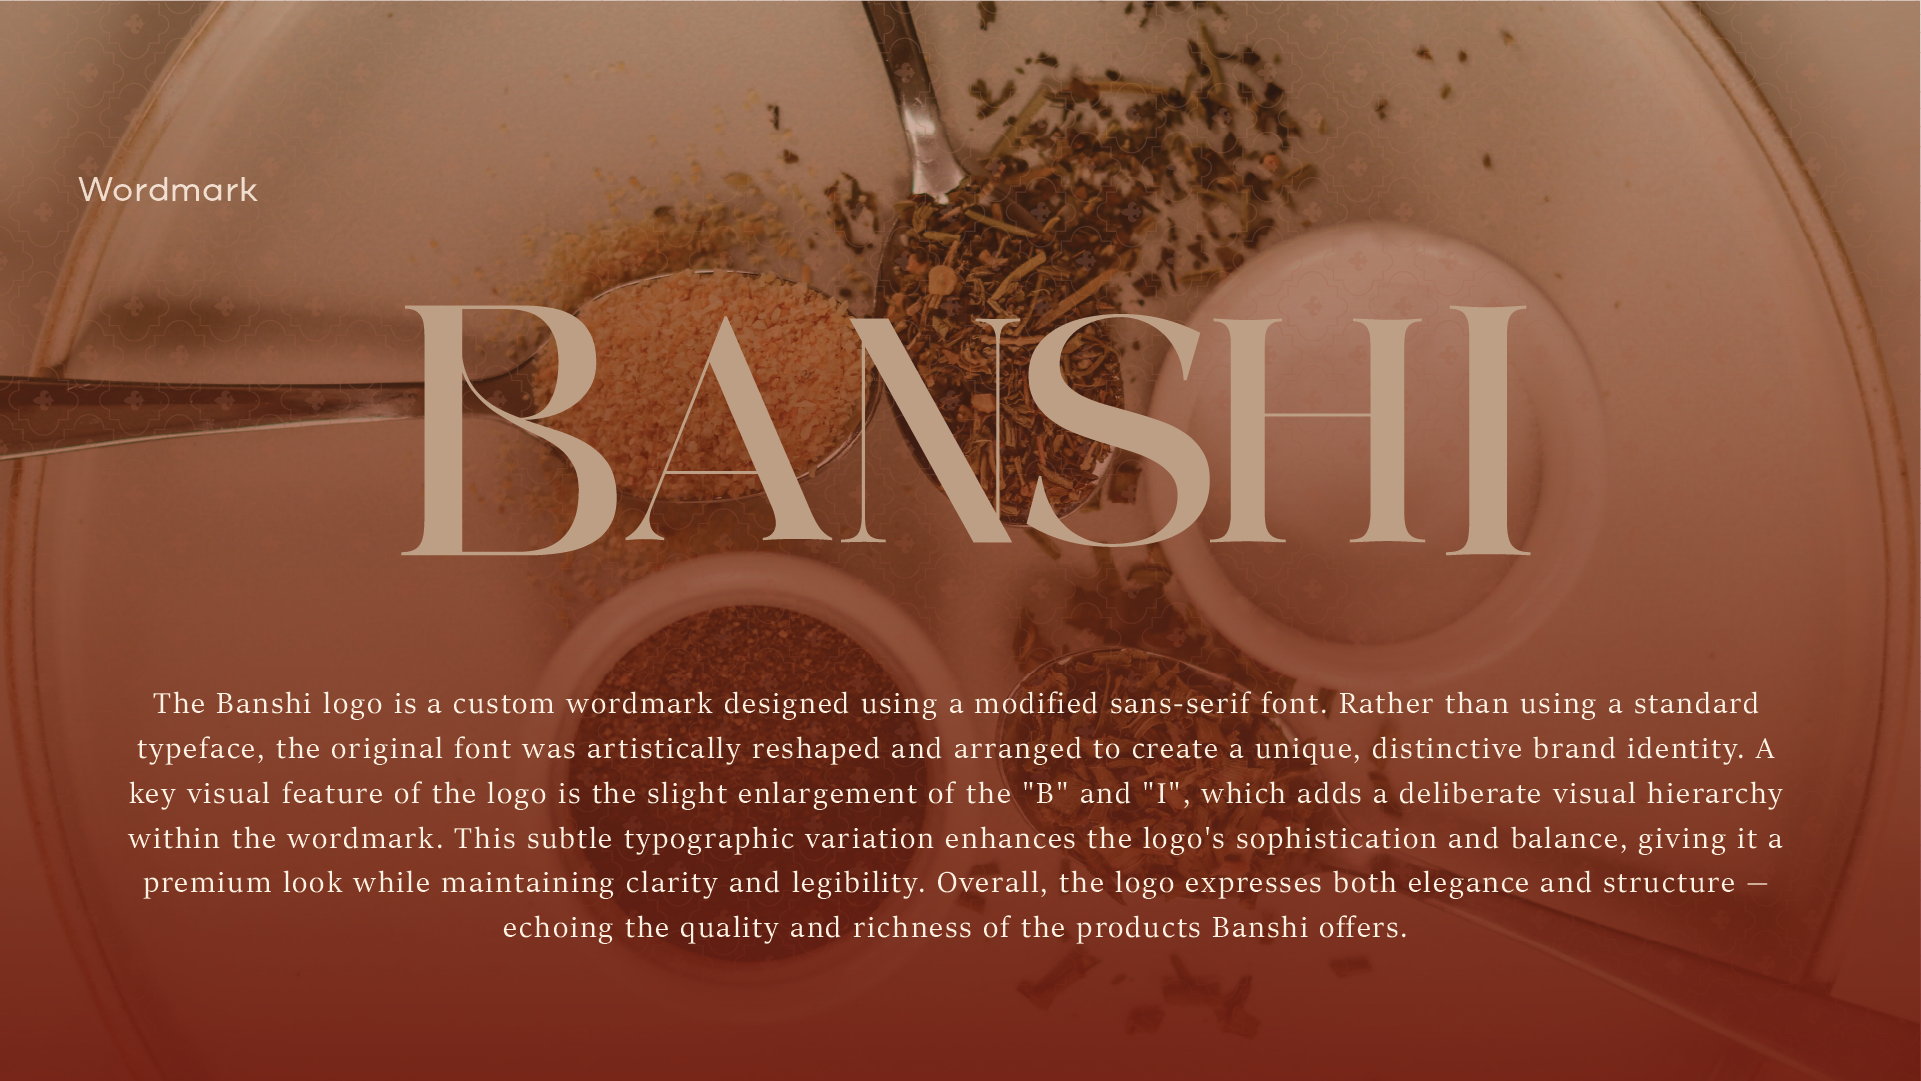 Wordmark
BANSHI
The Banshi logo is a custom wordmark designed using a modified sans-serif font. Rather than using a standard
typeface, the original font was artistically reshaped and arranged to create a unique, distinctive brand identity. A
key visual feature of the logo is the slight enlargement of the "B" and "I", which adds a deliberate visual hierarchy
within the wordmark. This subtle typographic variation enhances the logo's sophistication and balance, giving it a
premium look while maintaining clarity and legibility. Overall, the logo expresses both elegance and structure —
echoing the quality and richness of the products Banshi offers.